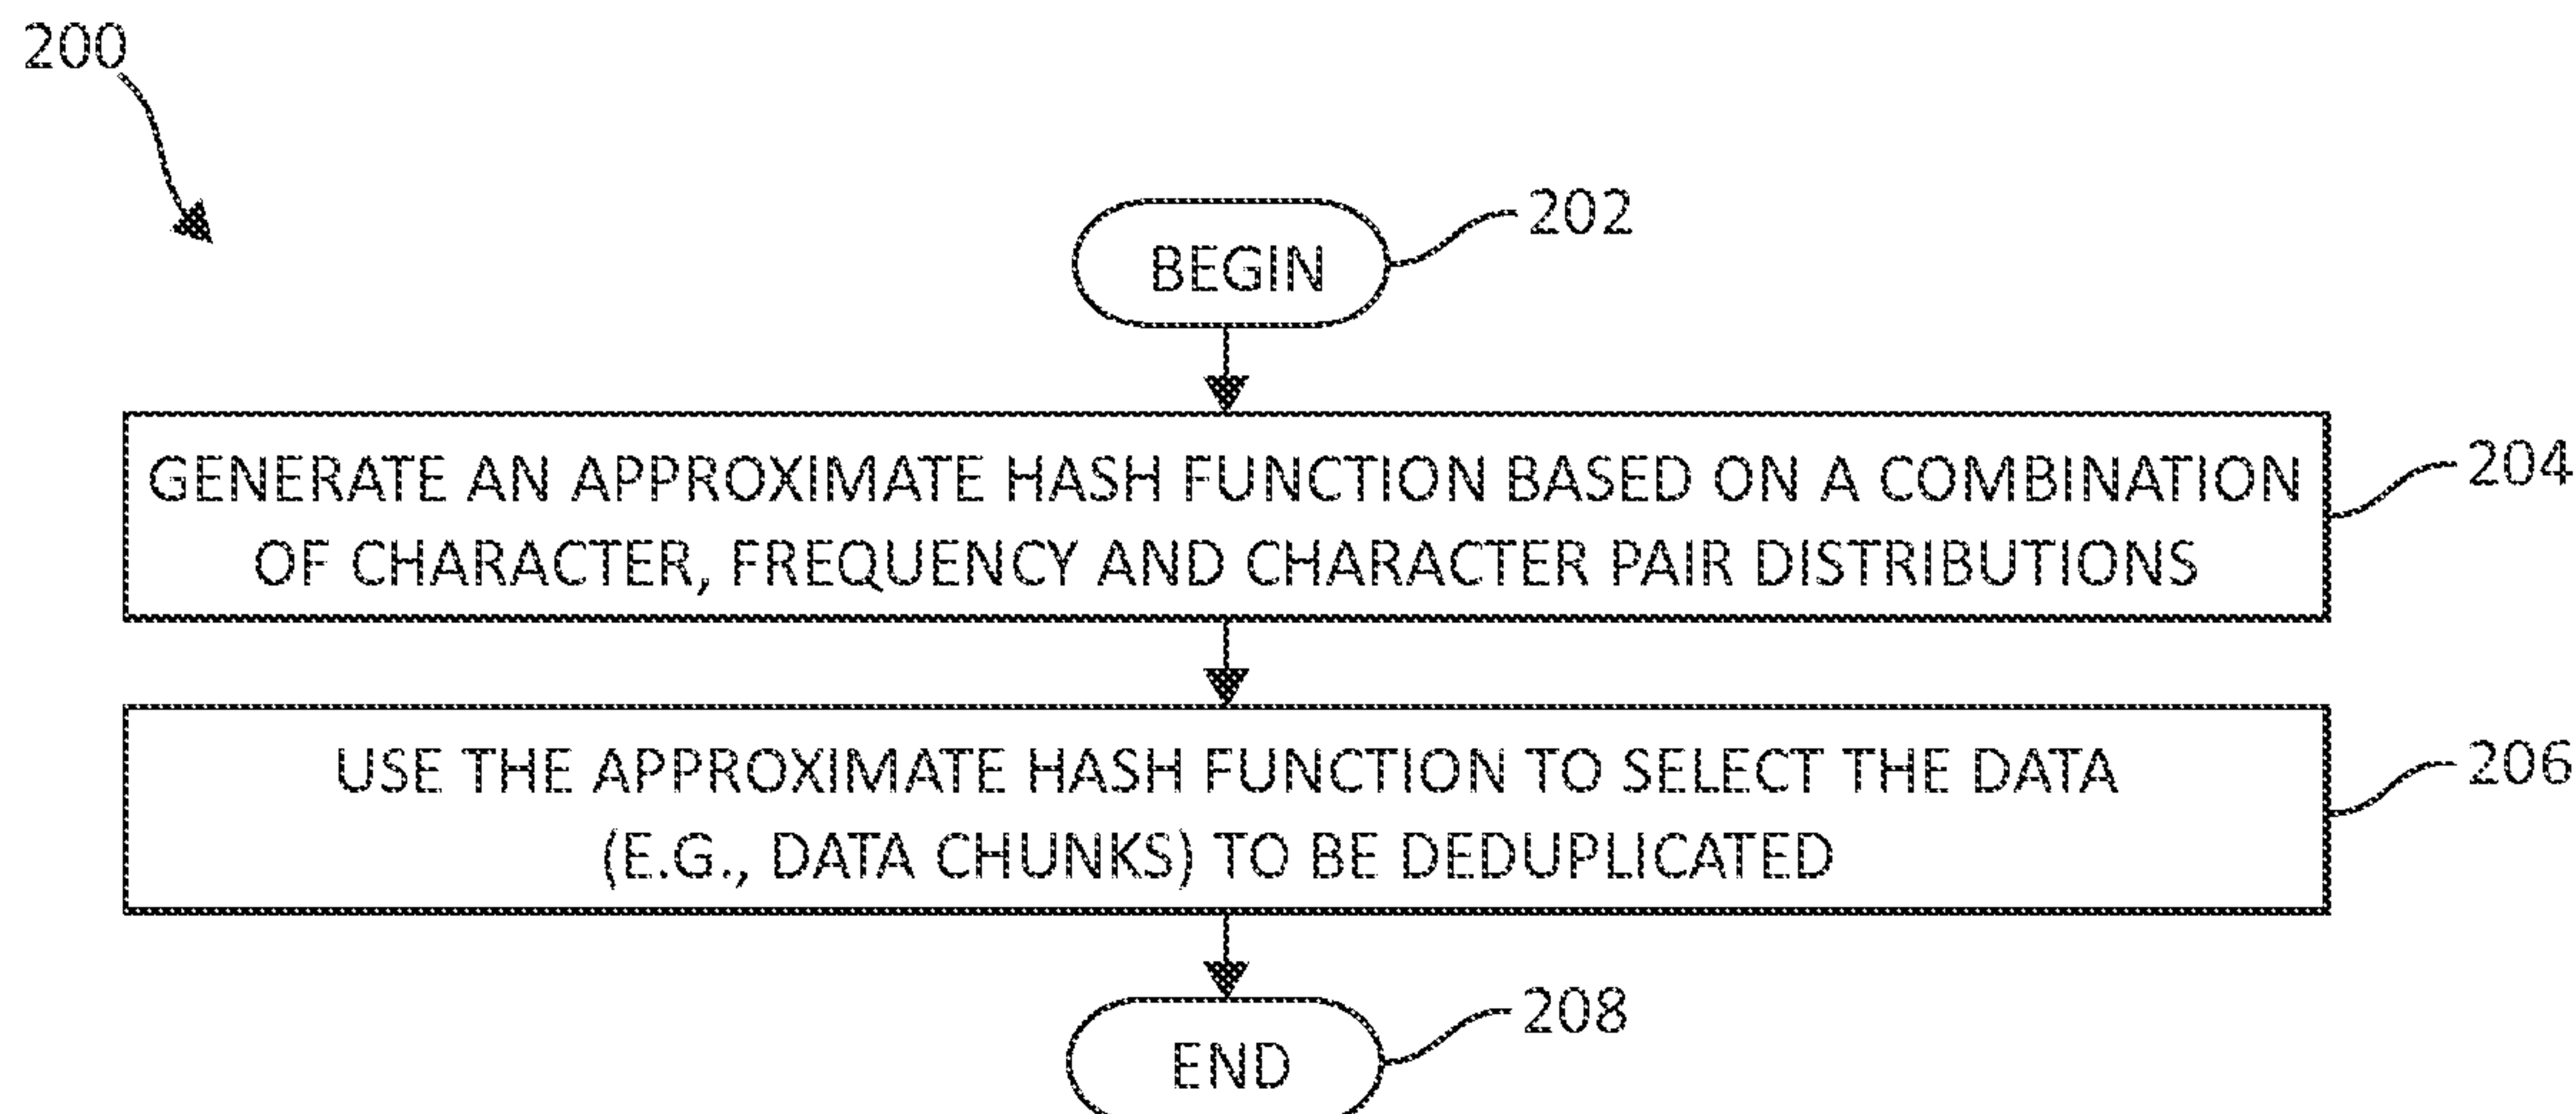 200
BEGIN
202
GENERATE AN APPROXIMATE HASH FUNCTION BASED ON A COMBINATION
OF CHARACTER, FREQUENCY AND CHARACTER PAIR DISTRIBUTIONS
204
USE THE APPROXIMATE HASH FUNCTION TO SELECT THE DATA
(E.G., DATA CHUNKS) TO BE DEDUPLICATED
206
END
208